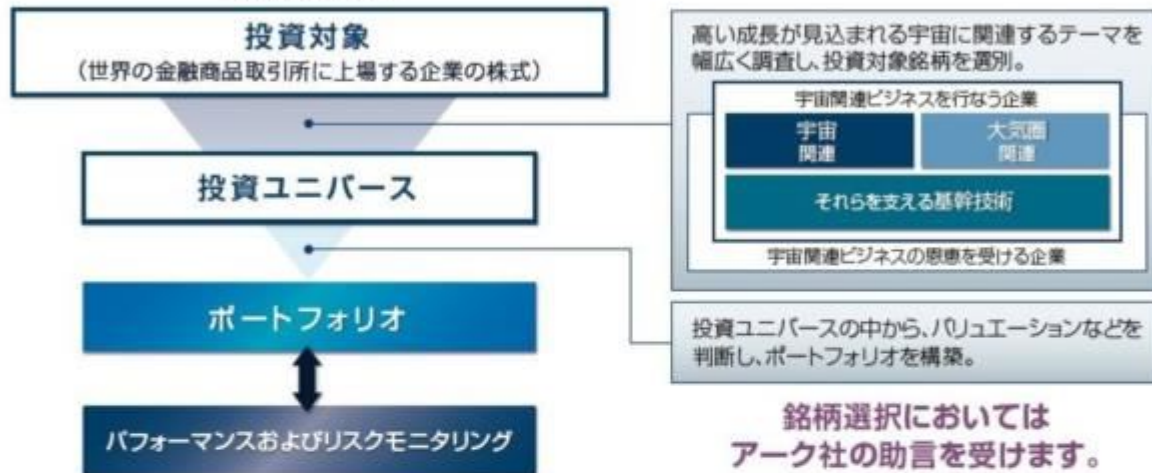 投資対象
（世界の金融商品取引所に上場する企業の株式）
投資ユニバース
ポートフォリオ
パフォーマンスおよびリスクモニタリング
高い成長が見込まれる宇宙に関連するテーマを
幅広く調査し、投資対象銘柄を選別。
宇宙関連ビジネスを行なう企業
宇宙
関連
大気圏
関連
それらを支える基幹技術
宇宙関連ビジネスの恩恵を受ける企業
投資ユニバースの中から、バリュエーションなどを
判断し、ポートフォリオを構築。
銘柄選択においては
アーク社の助言を受けます。